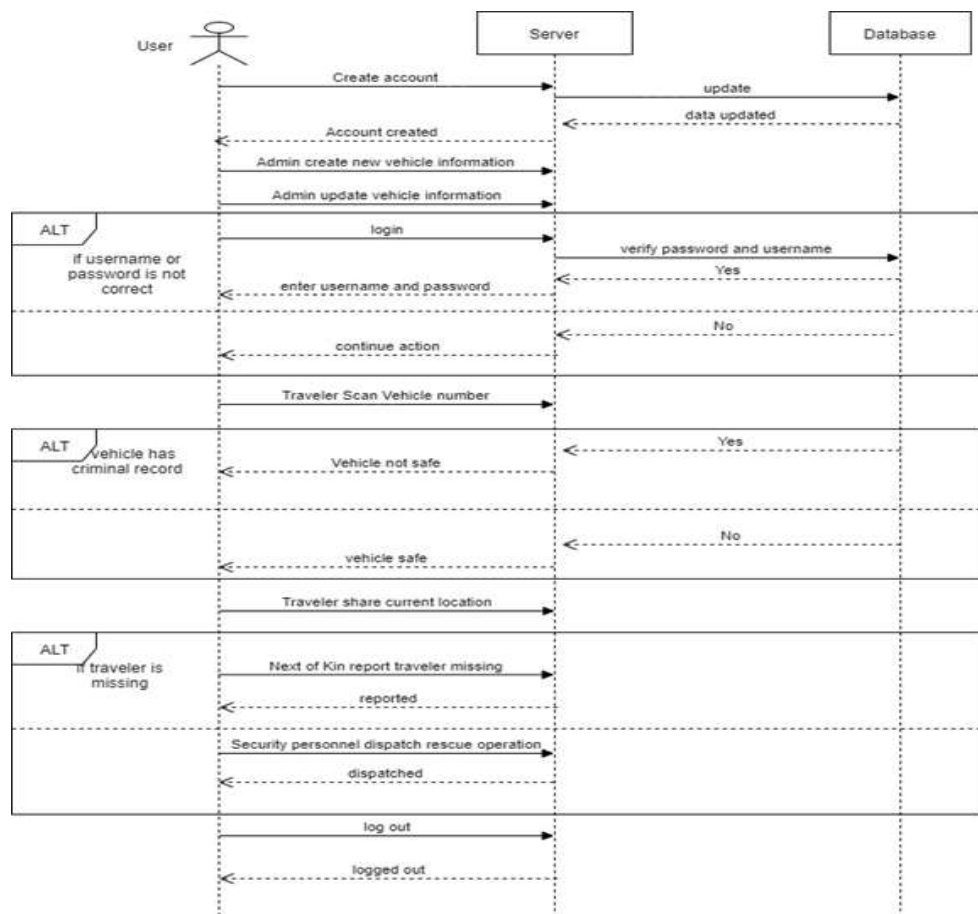 User
Server
Database
Create account
update
data updated
Account created
Admin create new vehicle information
Admin update vehicle information
ALT
if username or
password is not
correct
login
verify password and username
Yes
enter username and password
No
continue action
Traveler Scan Vehicle number
ALT
vehicle has
criminal record
Yes
Vehicle not safe
No
vehicle safe
Traveler share current location
ALT
If traveler is
missing
Next of Kin report traveler missing
reported
Security personnel dispatch rescue operation
dispatched
log out
logged out